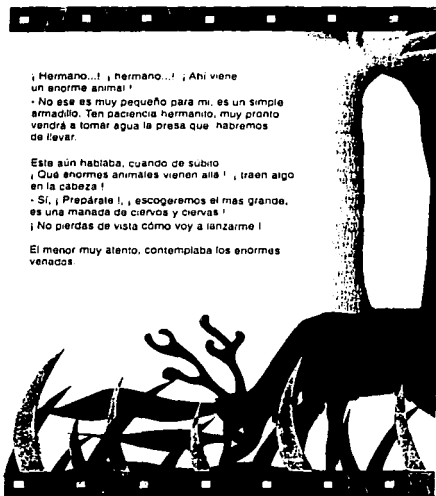 ¡ Hermano...! ¡ hermano...! ¡ Ahí viene
un enorme animal !
- No ese es muy pequeño para mi, es un simple
armadillo. Ten paciencia hermanito, muy pronto
vendrá a tomar agua la presa que habremos
de llevar.
Este aún hablaba, cuando de súbito
¡ Qué enormes animales vienen allá ! ¡ traen algo
en la cabeza !
- Sí, ¡ Prepárate !, ¡ escogeremos el mas grande,
es una manada de ciervos y ciervas !
¡ No pierdas de vista cómo voy a lanzarme !
El menor muy atento, contemplaba los enormes
venados.